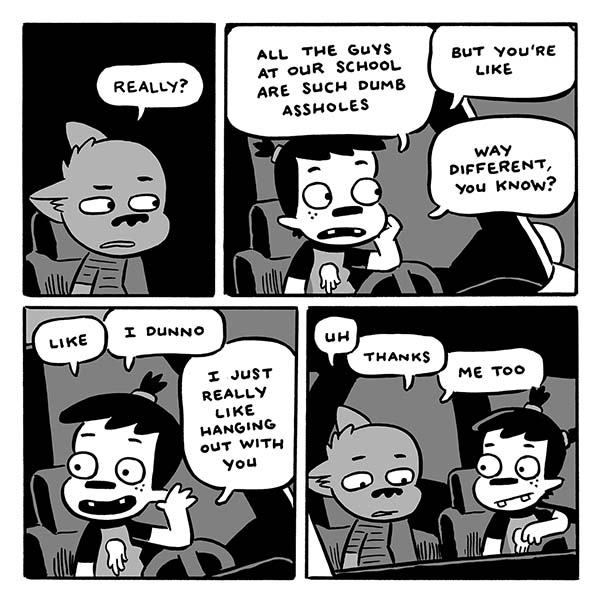 REALLY?
ALL THE GUYS
AT OUR SCHOOL
ARE SUCH DUMB
ASSHOLES
BUT YOU'RE
LIKE
WAY
DIFFERENT,
YOU KNOW?
LIKE
I DUNNO
I JUST
REALLY
LIKE
HANGING
OUT WITH
YOU
UH
THANKS
ME TOO